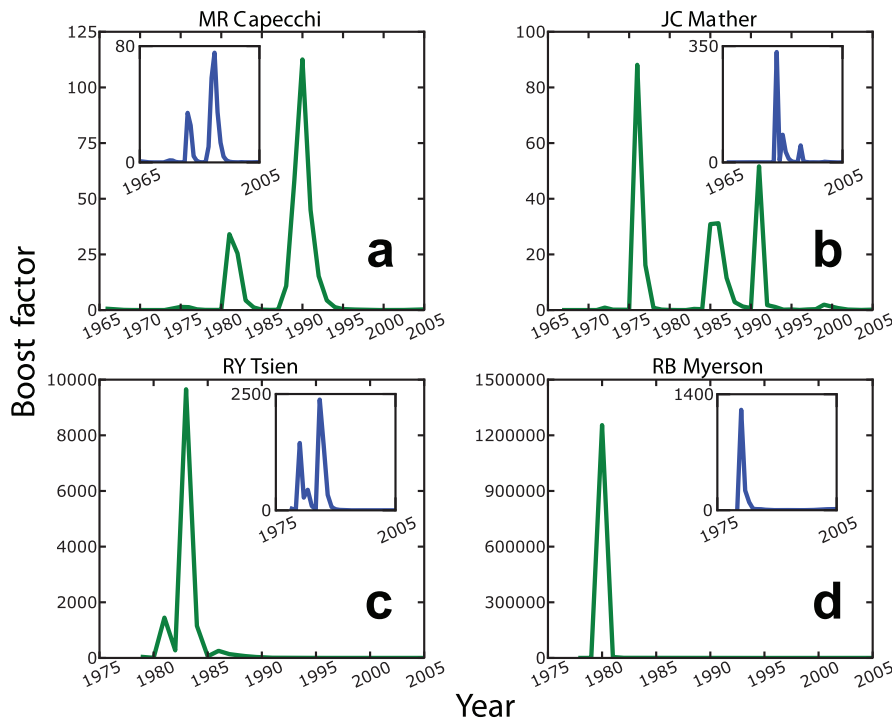 MR Capecchi
JC Mather
125
100
75
50
25
0
1965 1970 1975 1980 1985 1990 1995 2000 2005
80
0
1965 2005
a
100
80
60
40
20
0
1965 1970 1975 1980 1985 1990 1995 2000 2005
350
0
1965 2005
b
Boost factor
RY Tsien
RB Myerson
10000
8000
6000
4000
2000
0
1975 1980 1985 1990 1995 2000 2005
2500
0
1975 2005
c
1500000
1200000
900000
600000
300000
0
1975 1980 1985 1990 1995 2000 2005
1400
0
1975 2005
d
Year